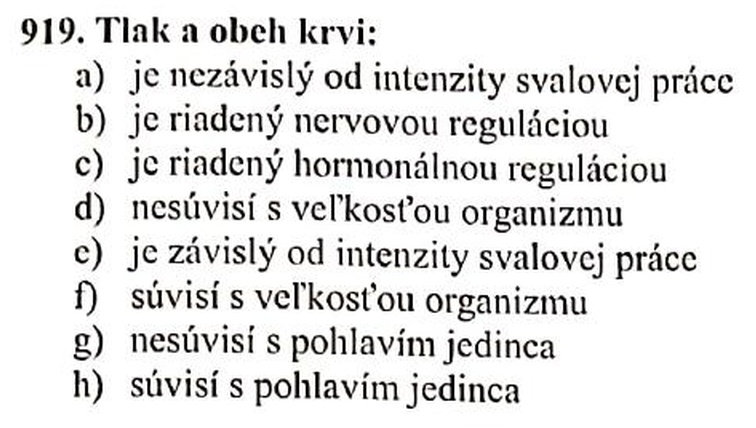 919. Tlak a obeh krvi:
a) je nezávislý od intenzity svalovej práce
b) je riadený nervovou reguláciou
c) je riadený hormonálnou reguláciou
d) nesúvisí s veľkosťou organizmu
e) je závislý od intenzity svalovej práce
f) súvisí s veľkosťou organizmu
g) nesúvisí s pohlavím jedinca
h) súvisí s pohlavím jedinca